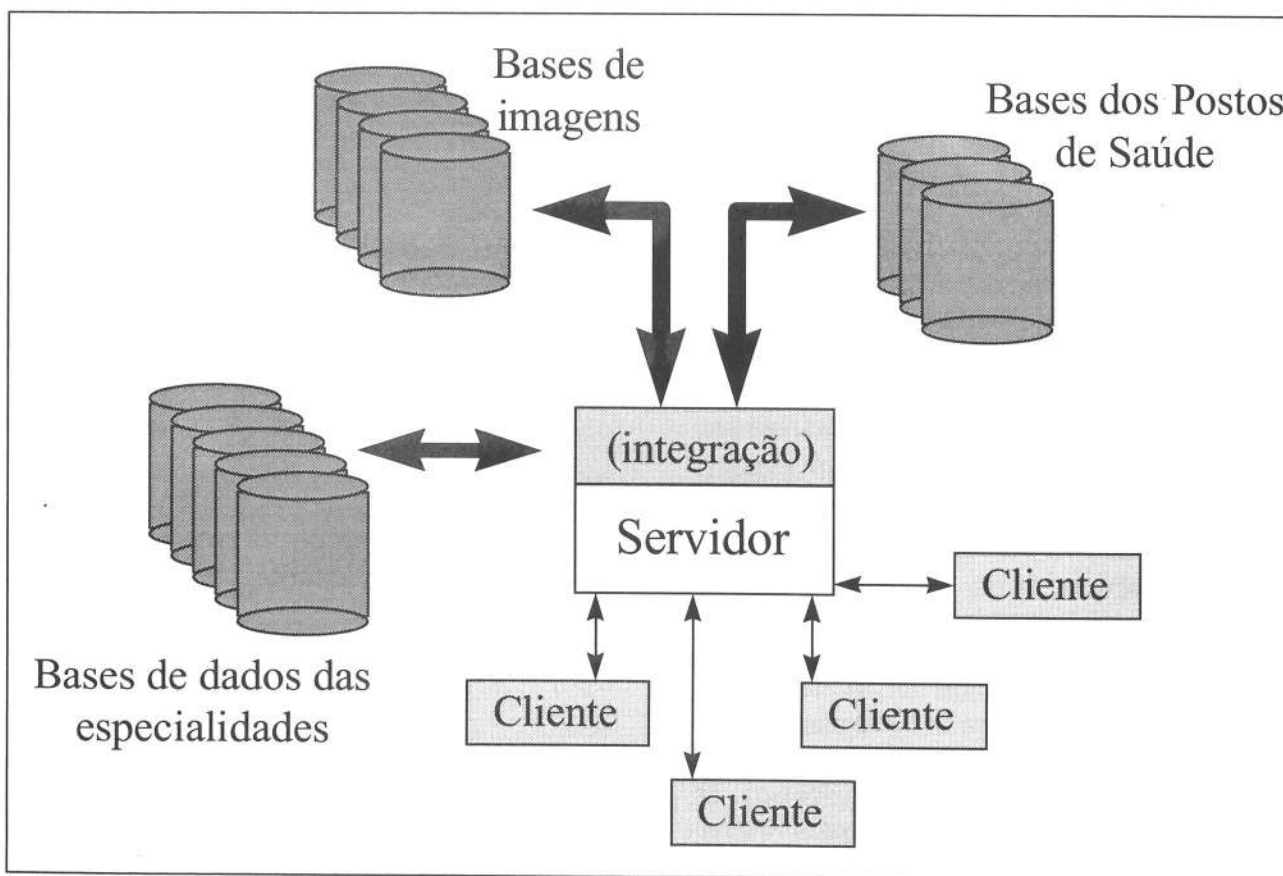 Bases de
imagens
Bases dos Postos
de Saúde
(integração)
Servidor
Bases de dados das
especialidades
Cliente
Cliente
Cliente
Cliente